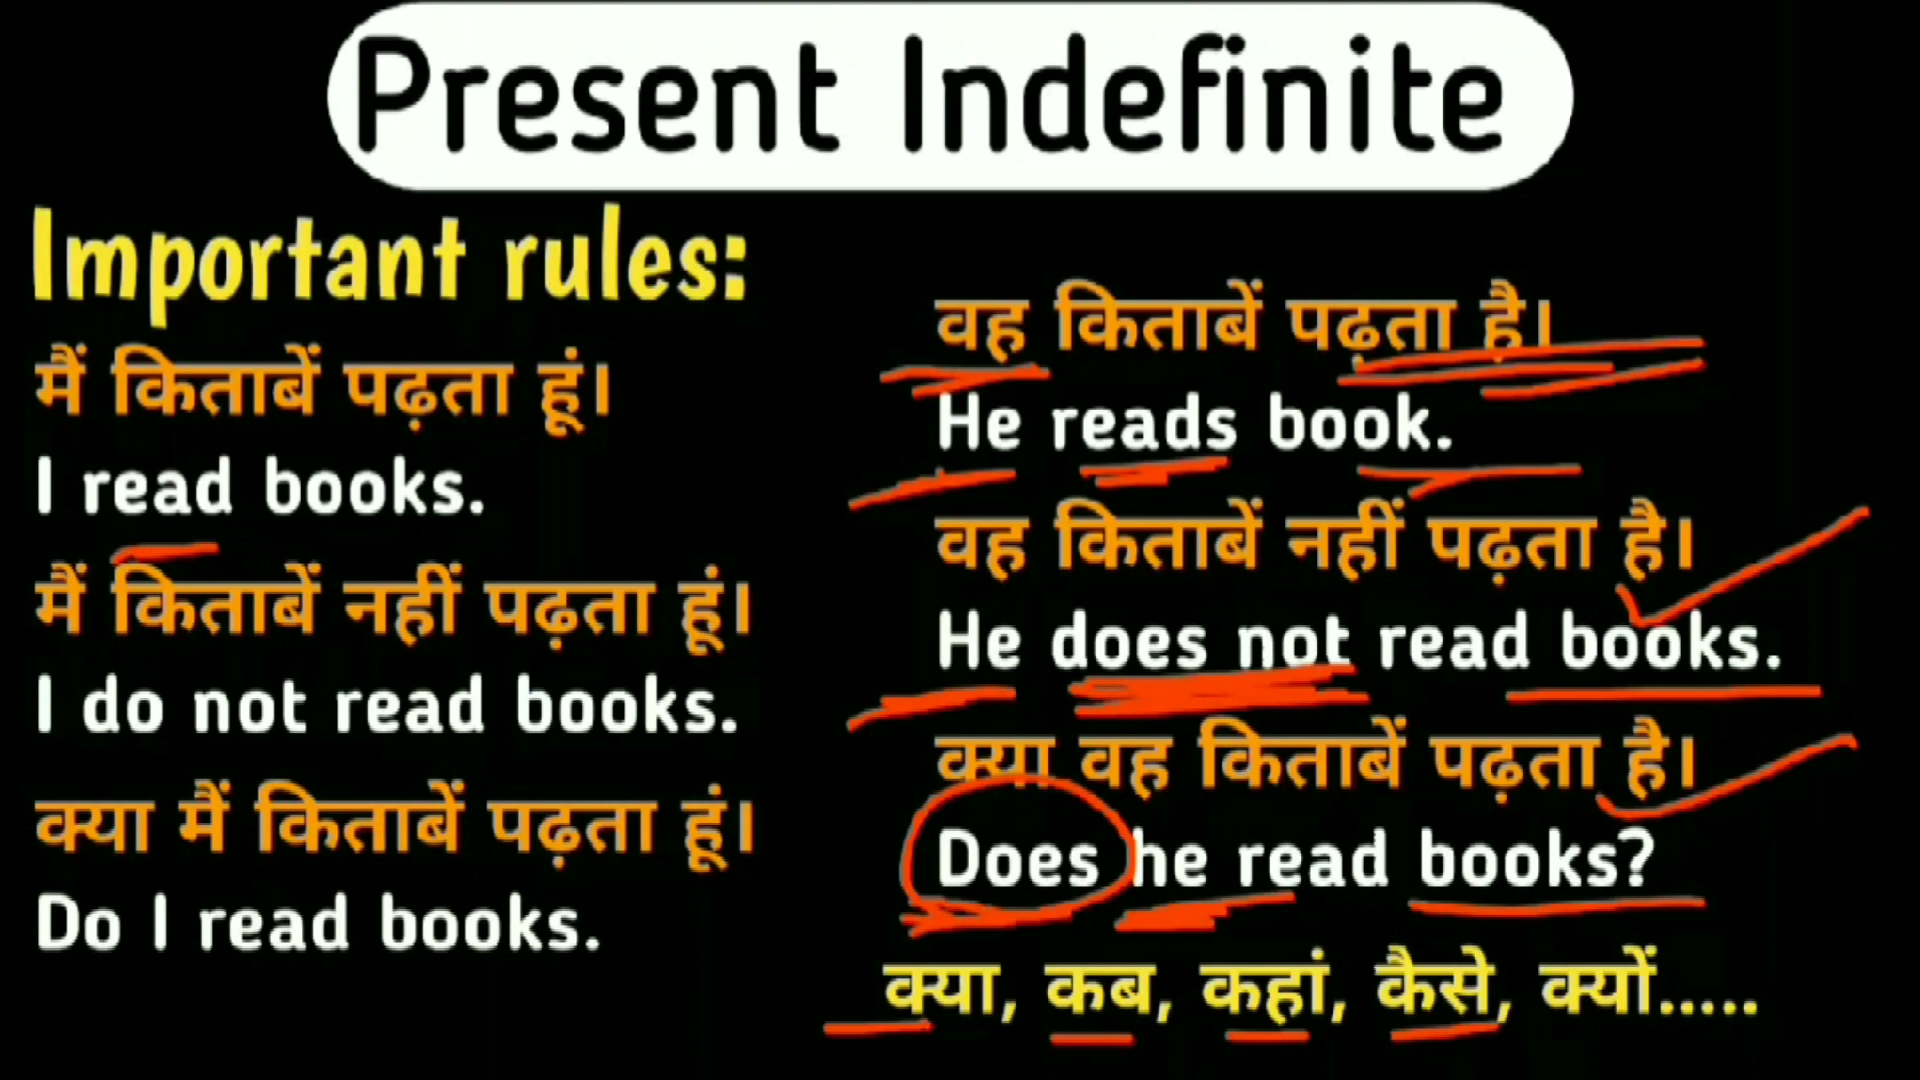 Present Indefinite
Important rules:
मैं किताबें पढ़ता हूं।
I read books.
मैं किताबें नहीं पढ़ता हूं।
I do not read books.
क्या मैं किताबें पढ़ता हूं।
Do I read books.
वह किताबें पढ़ता है।
He reads book.
वह किताबें नहीं पढ़ता है।
He does not read books.
क्या वह किताबें पढ़ता है।
Does he read books?
क्या, कब, कहां, कैसे, क्यों.....